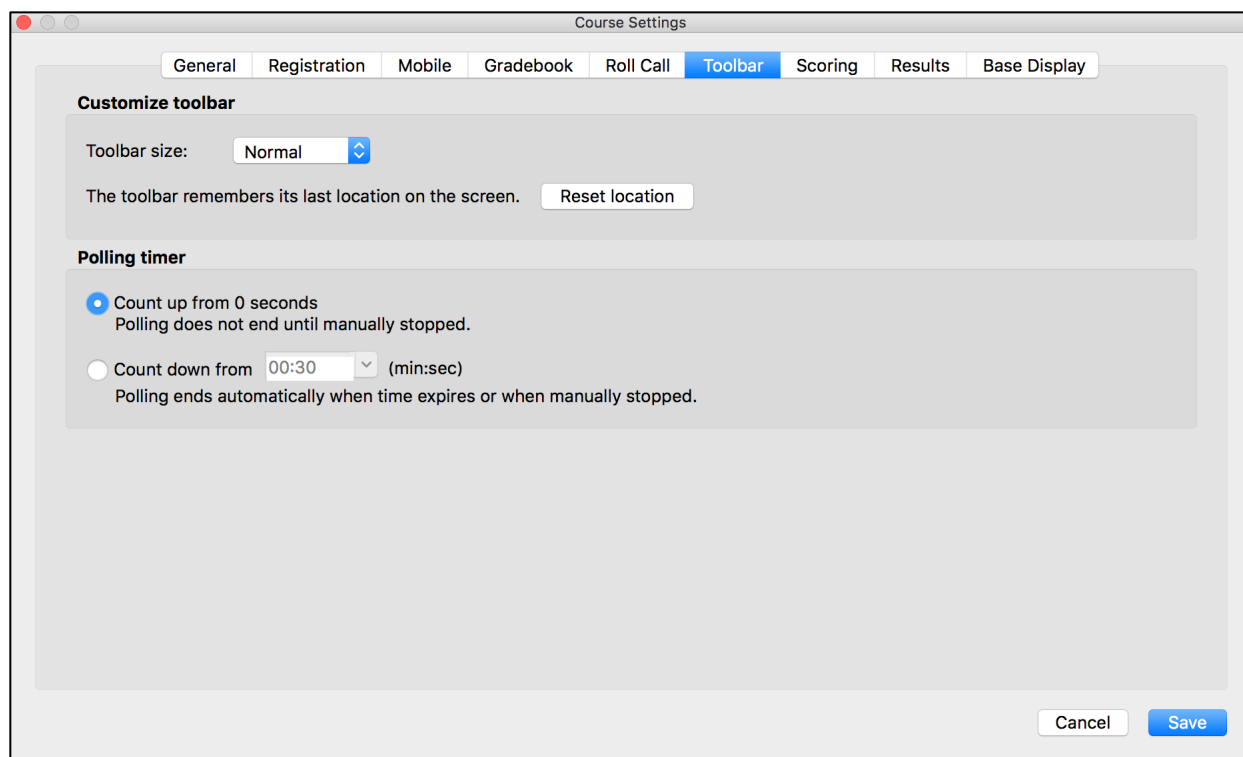 Course Settings
General Registration Mobile Gradebook Roll Call Toolbar Scoring Results Base Display
Customize toolbar
Toolbar size: Normal
The toolbar remembers its last location on the screen. Reset location
Polling timer
Count up from 0 seconds
Polling does not end until manually stopped.
Count down from 00:30 (min:sec)
Polling ends automatically when time expires or when manually stopped.
Cancel Save